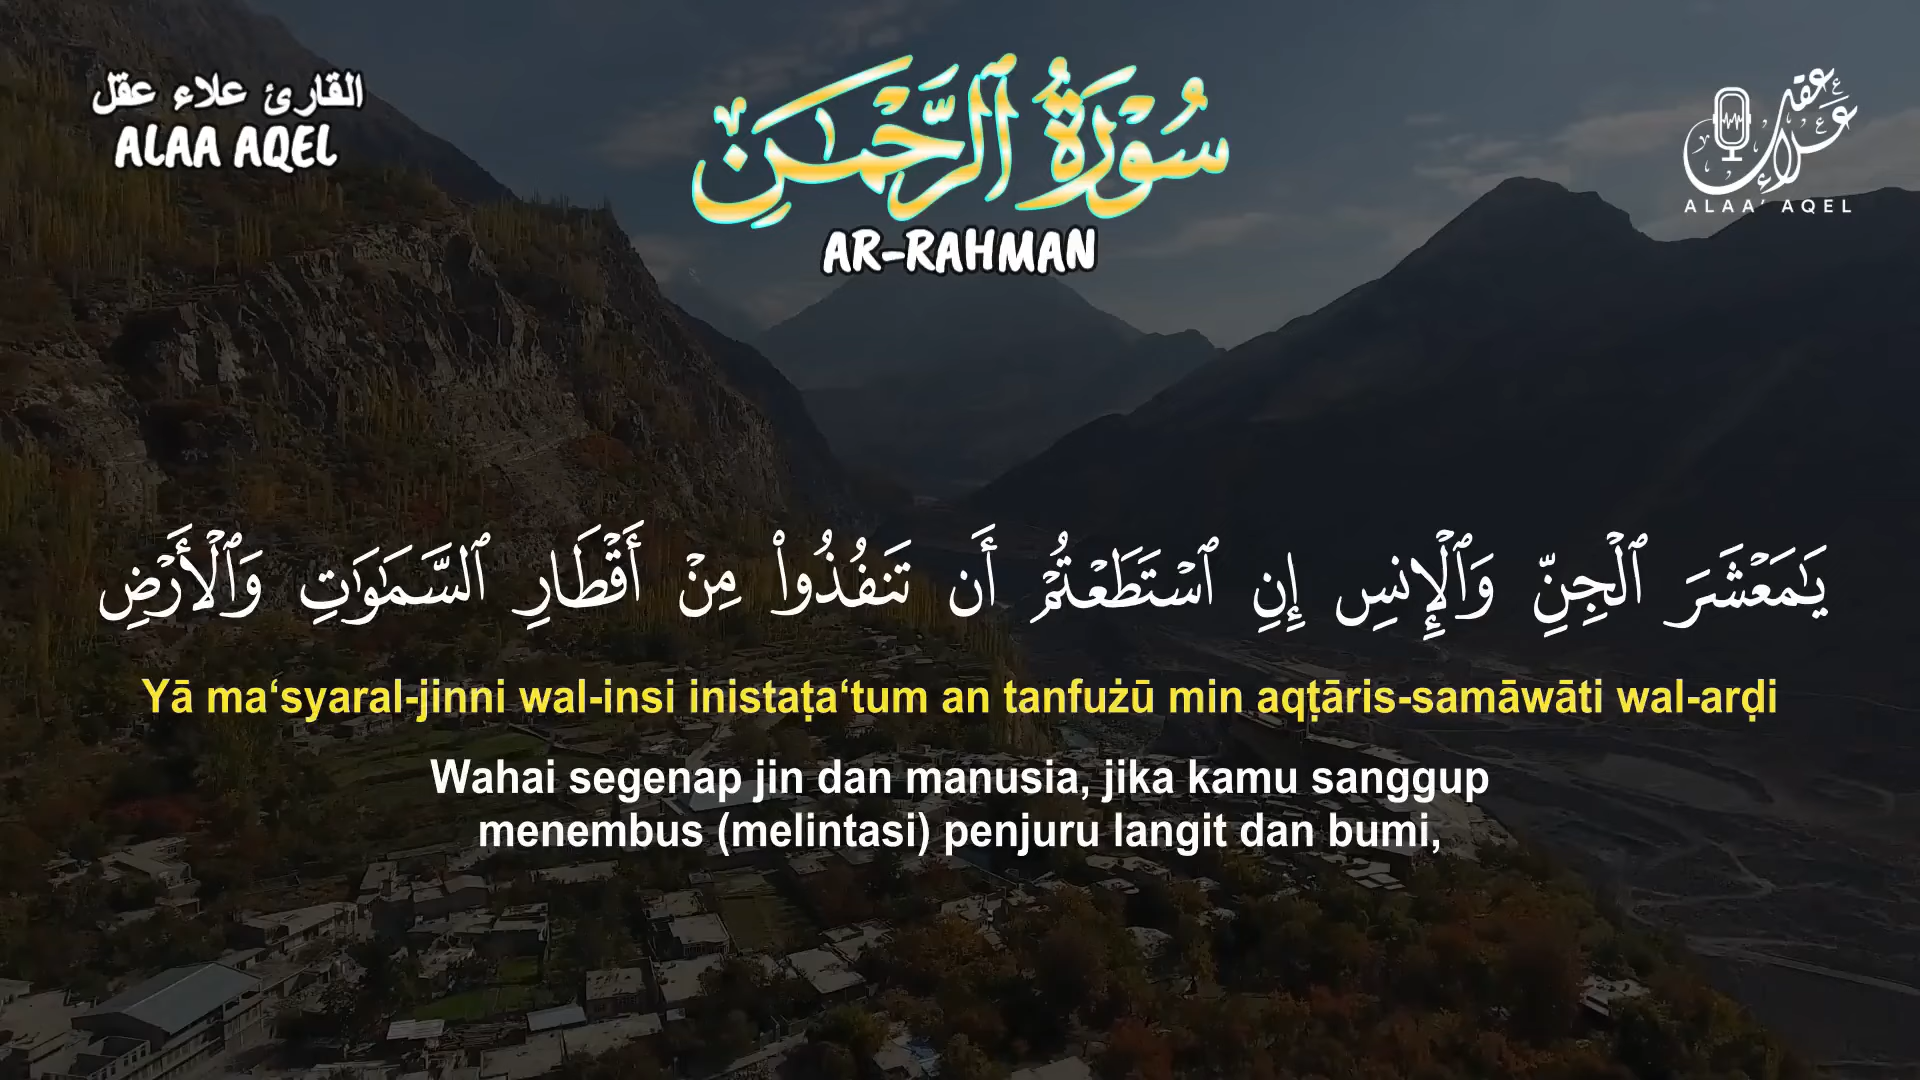 القارئ علاء عقل
ALAA AQEL
سُوْرَةُ ٱلرَّحْمَـٰنِ
AR-RAHMAN
علاء عقل
ALAA' AQEL
يَـٰمَعْشَرَ ٱلْجِنِّ وَٱلْإِنسِ إِنِ ٱسْتَطَعْتُمْ أَن تَنفُذُوا۟ مِنْ أَقْطَارِ ٱلسَّمَـٰوَٰتِ وَٱلْأَرْضِ
Yā ma‘syaral-jinni wal-insi inistaṭa‘tum an tanfużū min aqṭāris-samāwāti wal-arḍi
Wahai segenap jin dan manusia, jika kamu sanggup
menembus (melintasi) penjuru langit dan bumi,